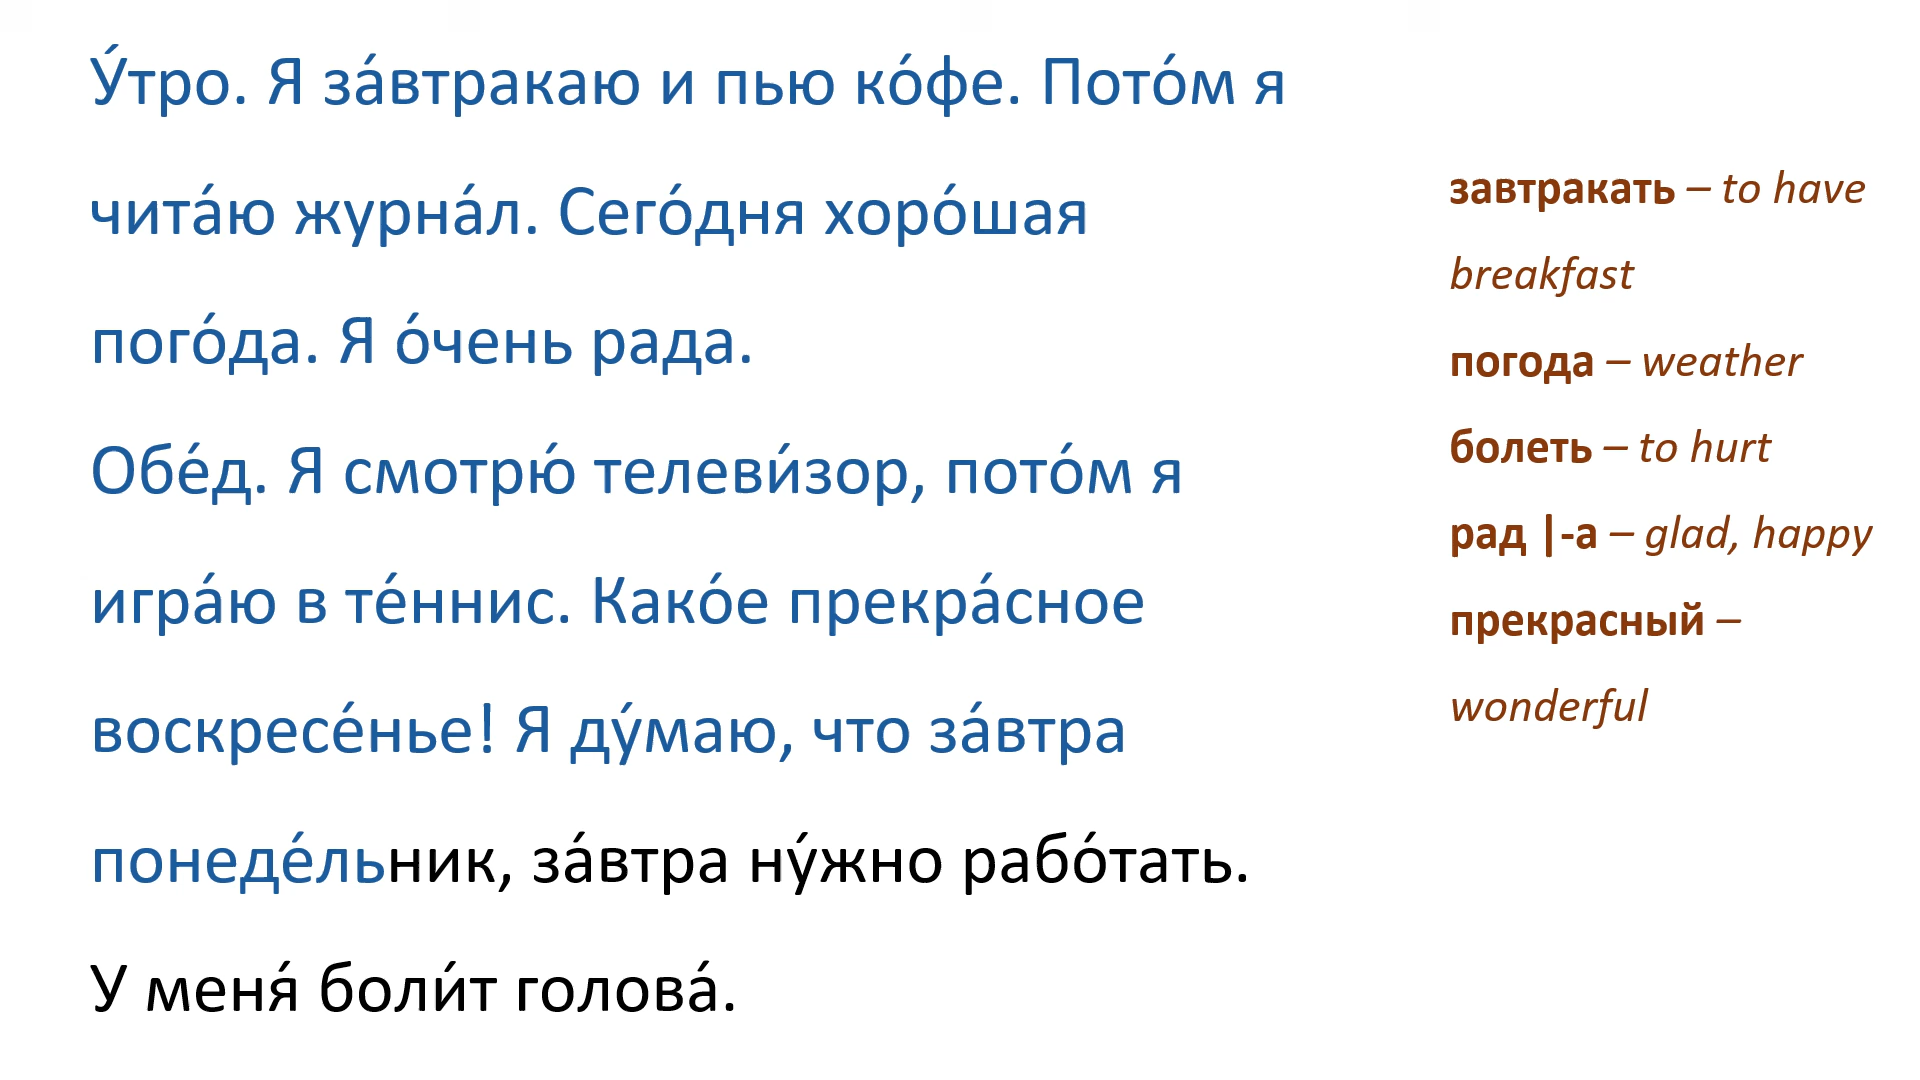 У́тро. Я за́втракаю и пью ко́фе. Пото́м я
чита́ю журна́л. Сего́дня хоро́шая
пого́да. Я о́чень рада.
Обе́д. Я смотрю́ телеви́зор, пото́м я
игра́ю в те́ннис. Како́е прекра́сное
воскресе́нье! Я ду́маю, что за́втра
понеде́льник, за́втра ну́жно рабо́тать.
У меня́ боли́т голова́.
завтракать – to have
breakfast
погода – weather
болеть – to hurt
рад |-а – glad, happy
прекрасный –
wonderful